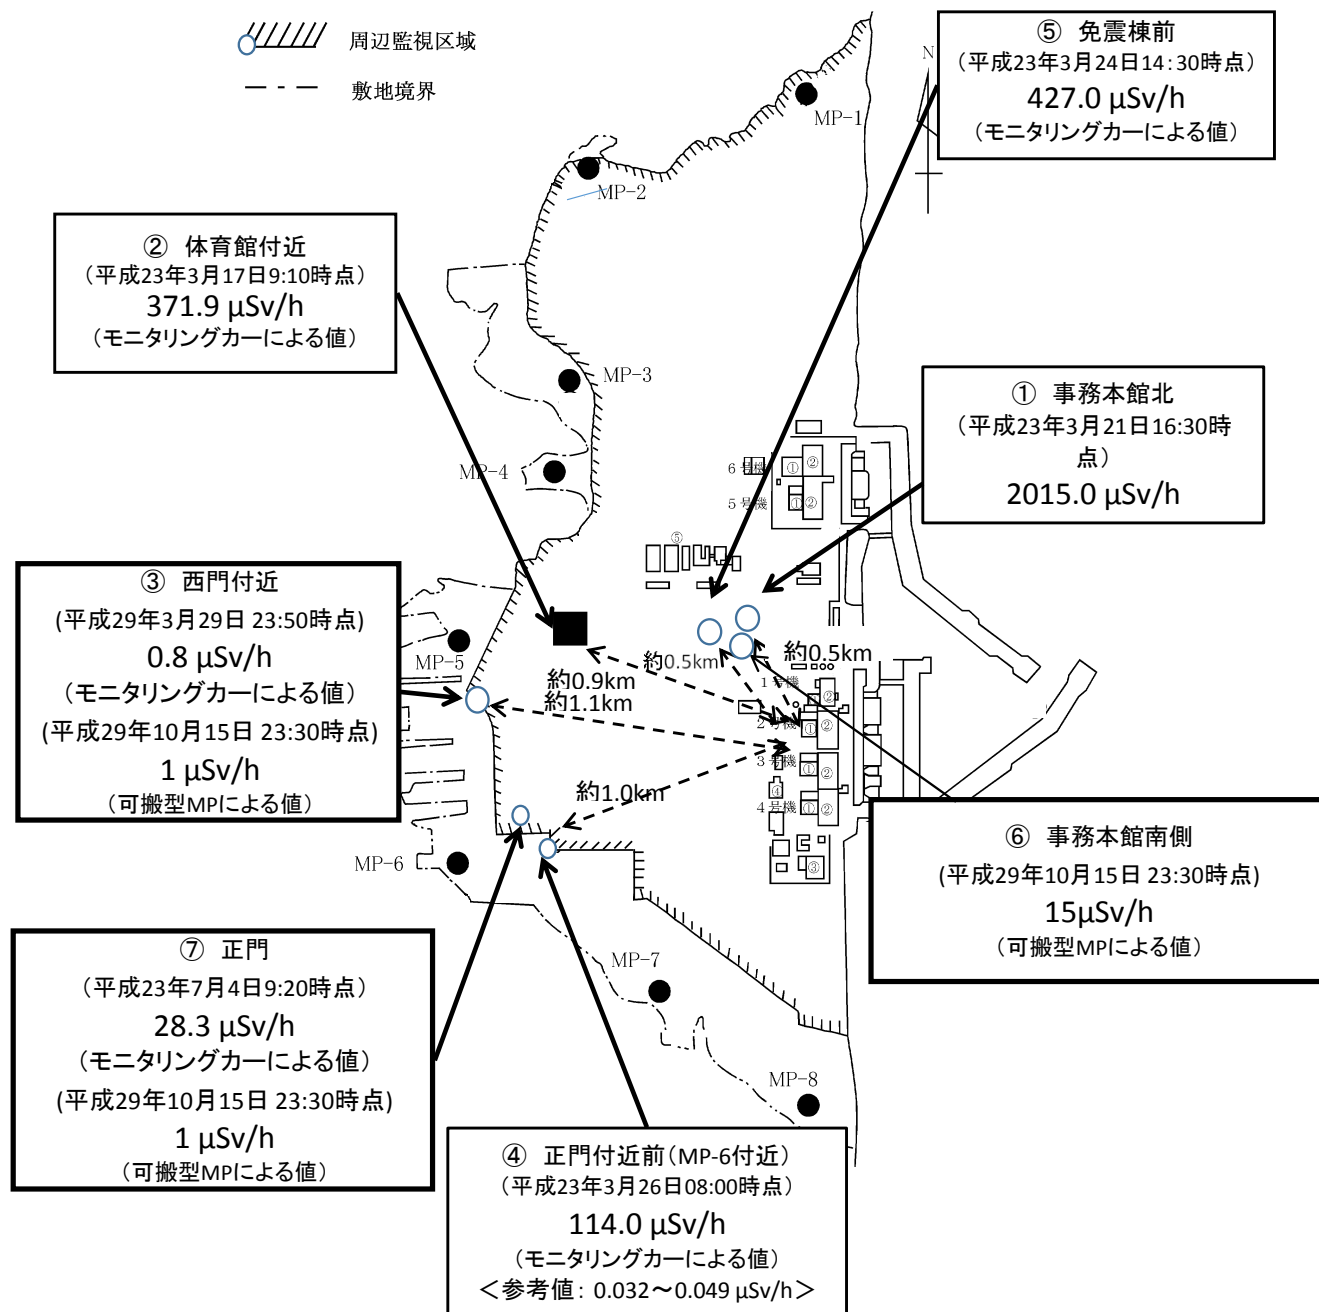 周辺監視区域
敷地境界
⑤ 免震棟前
（平成23年3月24日14:30時点）
427.0 μSv/h
（モニタリングカーによる値）
N
MP-1
MP-2
② 体育館付近
（平成23年3月17日9:10時点）
371.9 μSv/h
（モニタリングカーによる値）
MP-3
① 事務本館北
（平成23年3月21日16:30時
点）
2015.0 μSv/h
MP-4
6号機
①
②
5号機
①
②
⑤
③ 西門付近
(平成29年3月29日 23:50時点)
0.8 μSv/h
（モニタリングカーによる値）
(平成29年10月15日 23:30時点)
1 μSv/h
（可搬型MPによる値）
MP-5
約0.5km
約0.5km
約0.9km
約1.1km
1号機
②
2号機
①
②
3号機
①
②
約1.0km
④
4号機
①
②
③
MP-6
⑥ 事務本館南側
(平成29年10月15日 23:30時点)
15μSv/h
（可搬型MPによる値）
⑦ 正門
（平成23年7月4日9:20時点）
28.3 μSv/h
（モニタリングカーによる値）
(平成29年10月15日 23:30時点)
1 μSv/h
（可搬型MPによる値）
MP-7
MP-8
④ 正門付近前（MP-6付近）
（平成23年3月26日08:00時点）
114.0 μSv/h
（モニタリングカーによる値）
＜参考値: 0.032～0.049 μSv/h＞